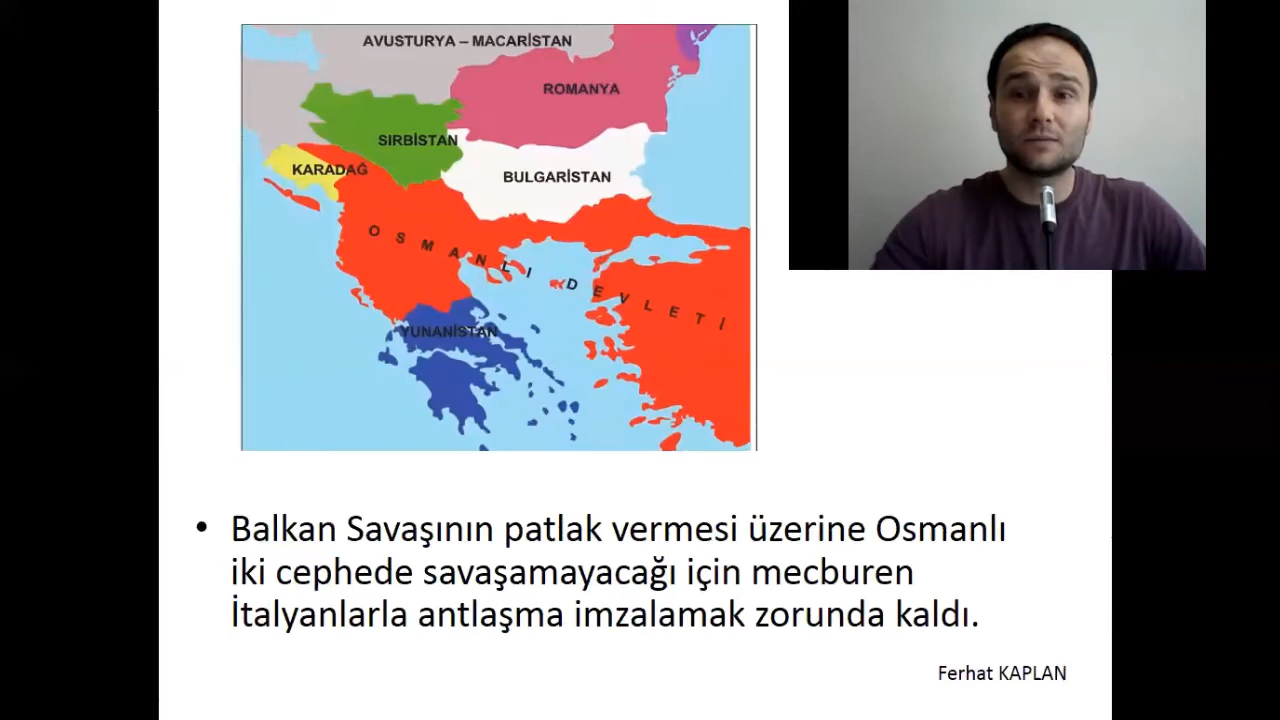 AVUSTURYA – MACARİSTAN
ROMANYA
SIRBİSTAN
KARADAĞ
BULGARİSTAN
OSMANLI DEVLETİ
YUNANİSTAN
• Balkan Savaşının patlak vermesi üzerine Osmanlı
iki cephede savaşamayacağı için mecburen
İtalyanlarla antlaşma imzalamak zorunda kaldı.
Ferhat KAPLAN